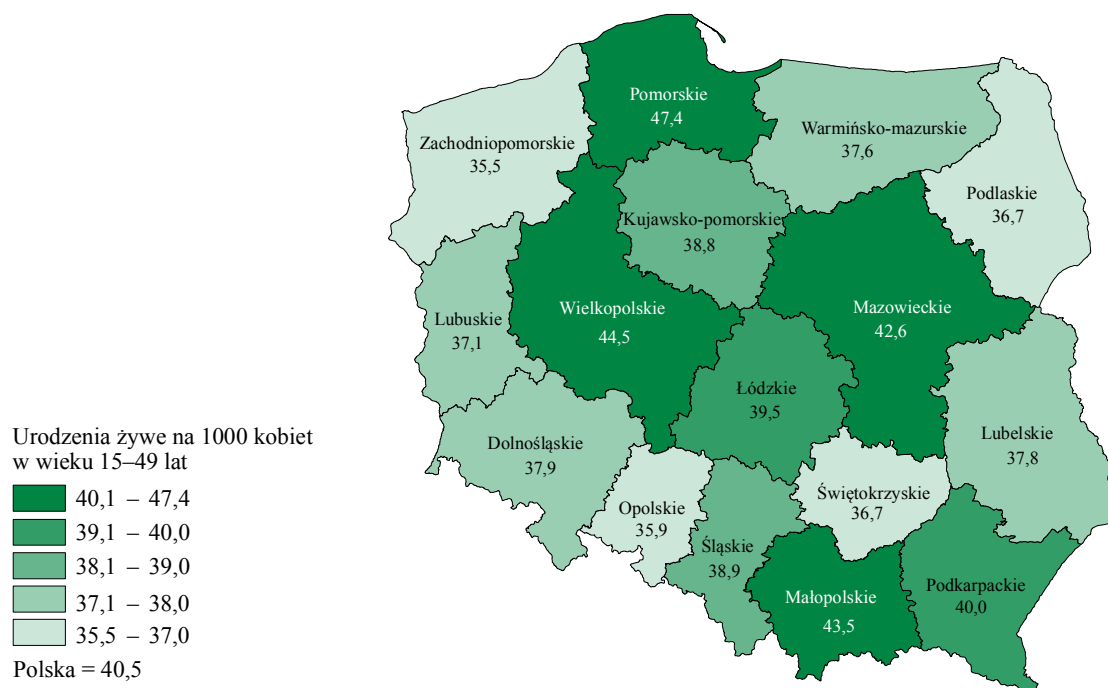 Pomorskie
47,4
Zachodniopomorskie
35,5
Warmińsko-mazurskie
37,6
Podlaskie
36,7
Kujawsko-pomorskie
38,8
Wielkopolskie
44,5
Mazowieckie
42,6
Lubuskie
37,1
Łódzkie
39,5
Dolnośląskie
37,9
Lubelskie
37,8
Opolskie
35,9
Świętokrzyskie
36,7
Śląskie
38,9
Małopolskie
43,5
Podkarpackie
40,0
Urodzenia żywe na 1000 kobiet
w wieku 15–49 lat
40,1 – 47,4
39,1 – 40,0
38,1 – 39,0
37,1 – 38,0
35,5 – 37,0
Polska = 40,5